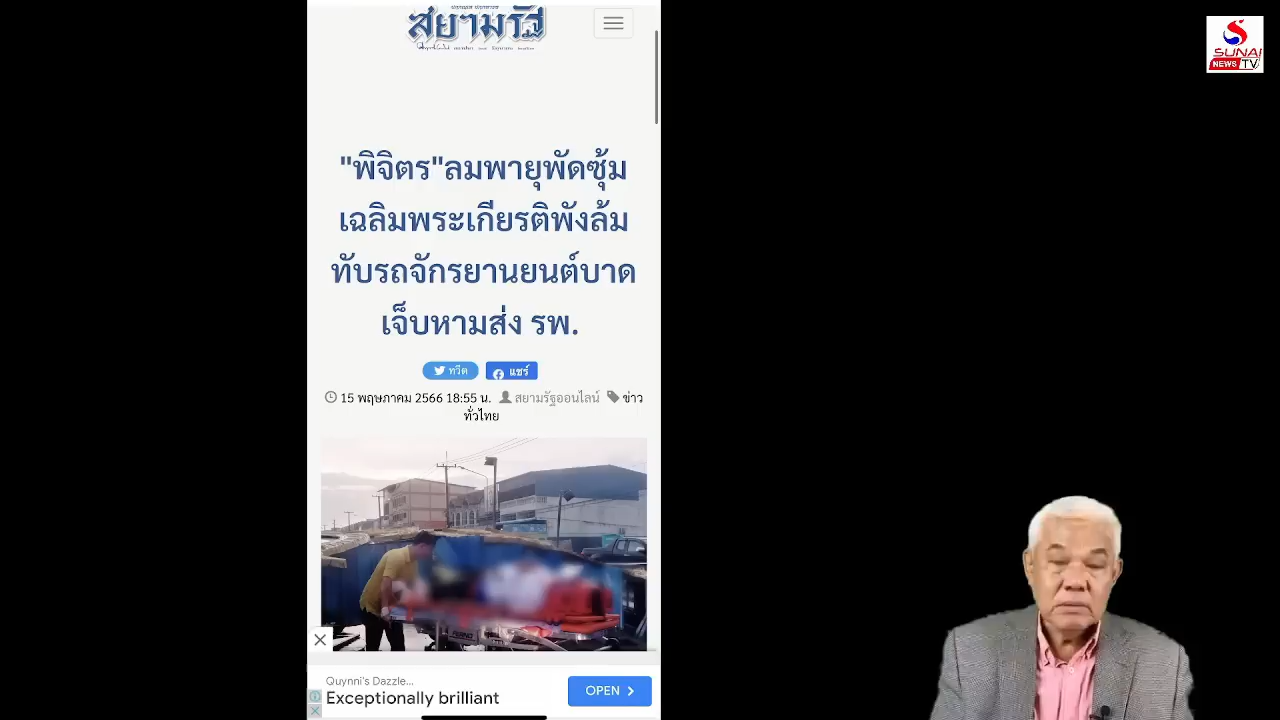 สยามรัฐ
SUNAI
NEWS TV
"พิจิตร"ลมพายุพัดซุ้ม
เฉลิมพระเกียรติพังล้ม
ทับรถจักรยานยนต์บาด
เจ็บหามส่ง รพ.
ทวีต แชร์
15 พฤษภาคม 2566 18:55 น. สยามรัฐออนไลน์ ข่าว
ทั่วไทย
Quynni's Dazzle...
Exceptionally brilliant
OPEN